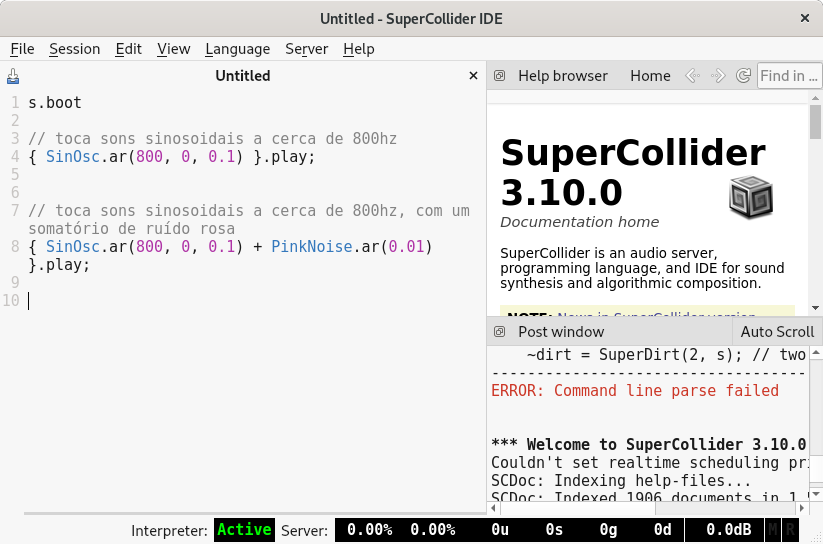 Untitled - SuperCollider IDE
File Session Edit View Language Server Help
Untitled
1 s.boot
2
3 // toca sons sinosoidais a cerca de 800hz
4 { SinOsc.ar(800, 0, 0.1) }.play;
5
6
7 // toca sons sinosoidais a cerca de 800hz, com um
somatório de ruído rosa
8 { SinOsc.ar(800, 0, 0.1) + PinkNoise.ar(0.01)
}.play;
9
10
Help browser Home Find in ...
SuperCollider
3.10.0
Documentation home
SuperCollider is an audio server,
programming language, and IDE for sound
synthesis and algorithmic composition.
NOTE: News in SuperCollider version
Post window Auto Scroll
~dirt = SuperDirt(2, s); // two
-----------------------------------
ERROR: Command line parse failed
*** Welcome to SuperCollider 3.10.0
Couldn't set realtime scheduling pri
SCDoc: Indexing help-files...
SCDoc: Indexed 1906 documents in 1
Interpreter: Active Server: 0.00% 0.00% 0u 0s 0g 0d 0.0dB M R